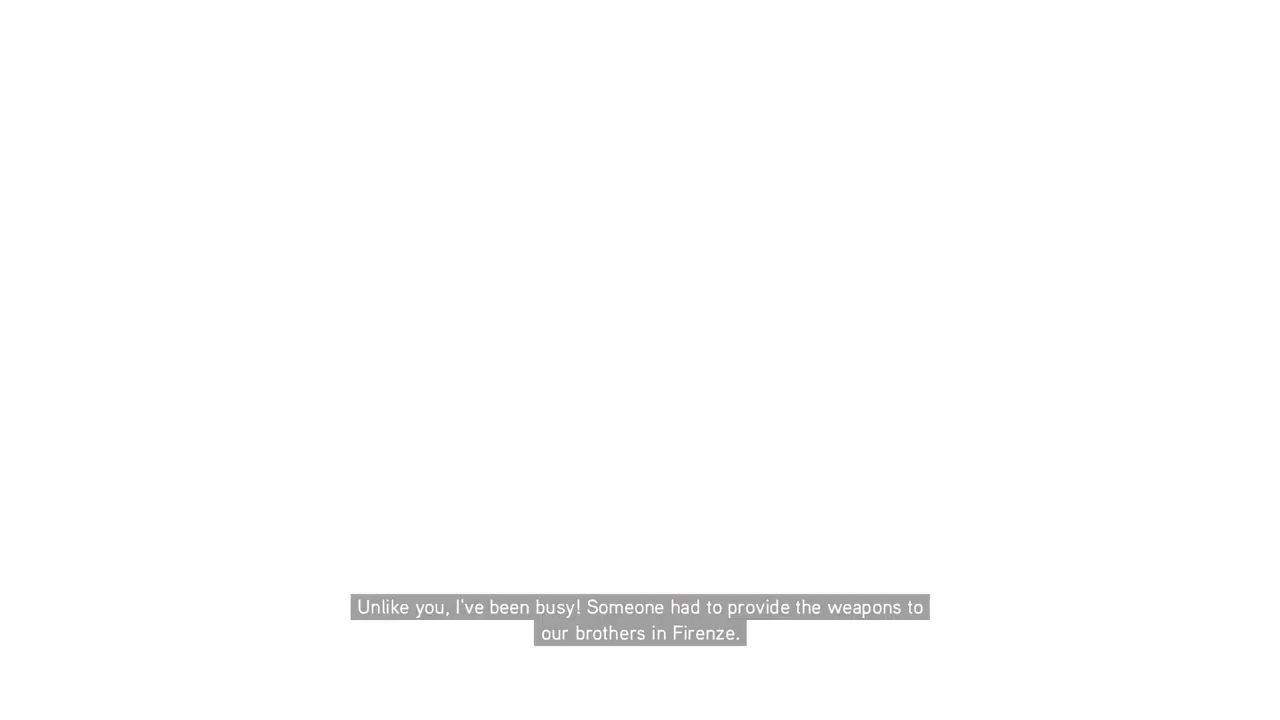 Unlike you, I've been busy! Someone had to provide the weapons to
our brothers in Firenze.